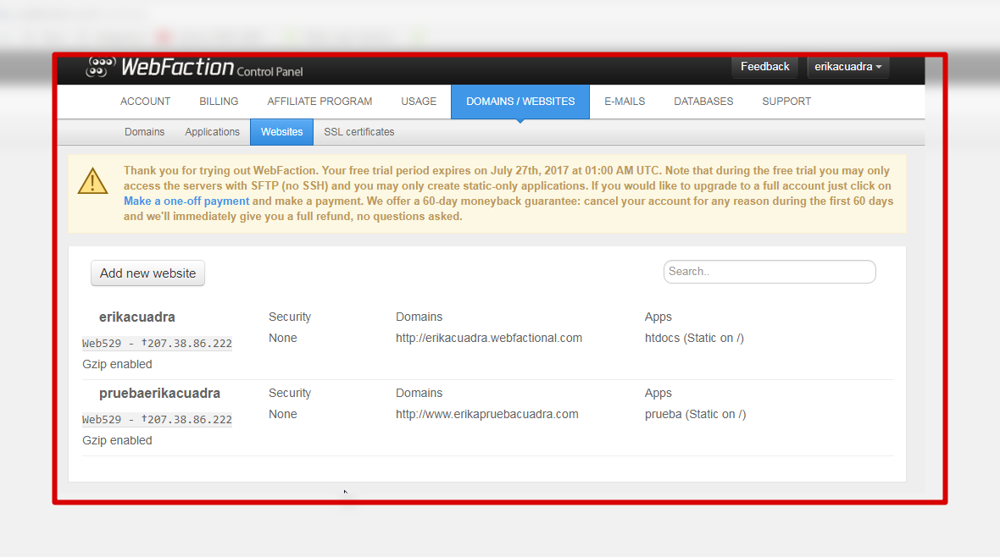 WebFaction Control Panel
Feedback
erikacuadra
ACCOUNT BILLING AFFILIATE PROGRAM USAGE DOMAINS / WEBSITES E-MAILS DATABASES SUPPORT
Domains Applications Websites SSL certificates
Thank you for trying out WebFaction. Your free trial period expires on July 27th, 2017 at 01:00 AM UTC. Note that during the free trial you may only
access the servers with SFTP (no SSH) and you may only create static-only applications. If you would like to upgrade to a full account just click on
Make a one-off payment and make a payment. We offer a 60-day moneyback guarantee: cancel your account for any reason during the first 60 days
and we'll immediately give you a full refund, no questions asked.
Add new website
Search..
erikacuadra Security Domains Apps
Web529 - †207.38.86.222 None http://erikacuadra.webfactional.com htdocs (Static on /)
Gzip enabled
pruebaerikacuadra Security Domains Apps
Web529 - †207.38.86.222 None http://www.erikapruebacuadra.com prueba (Static on /)
Gzip enabled